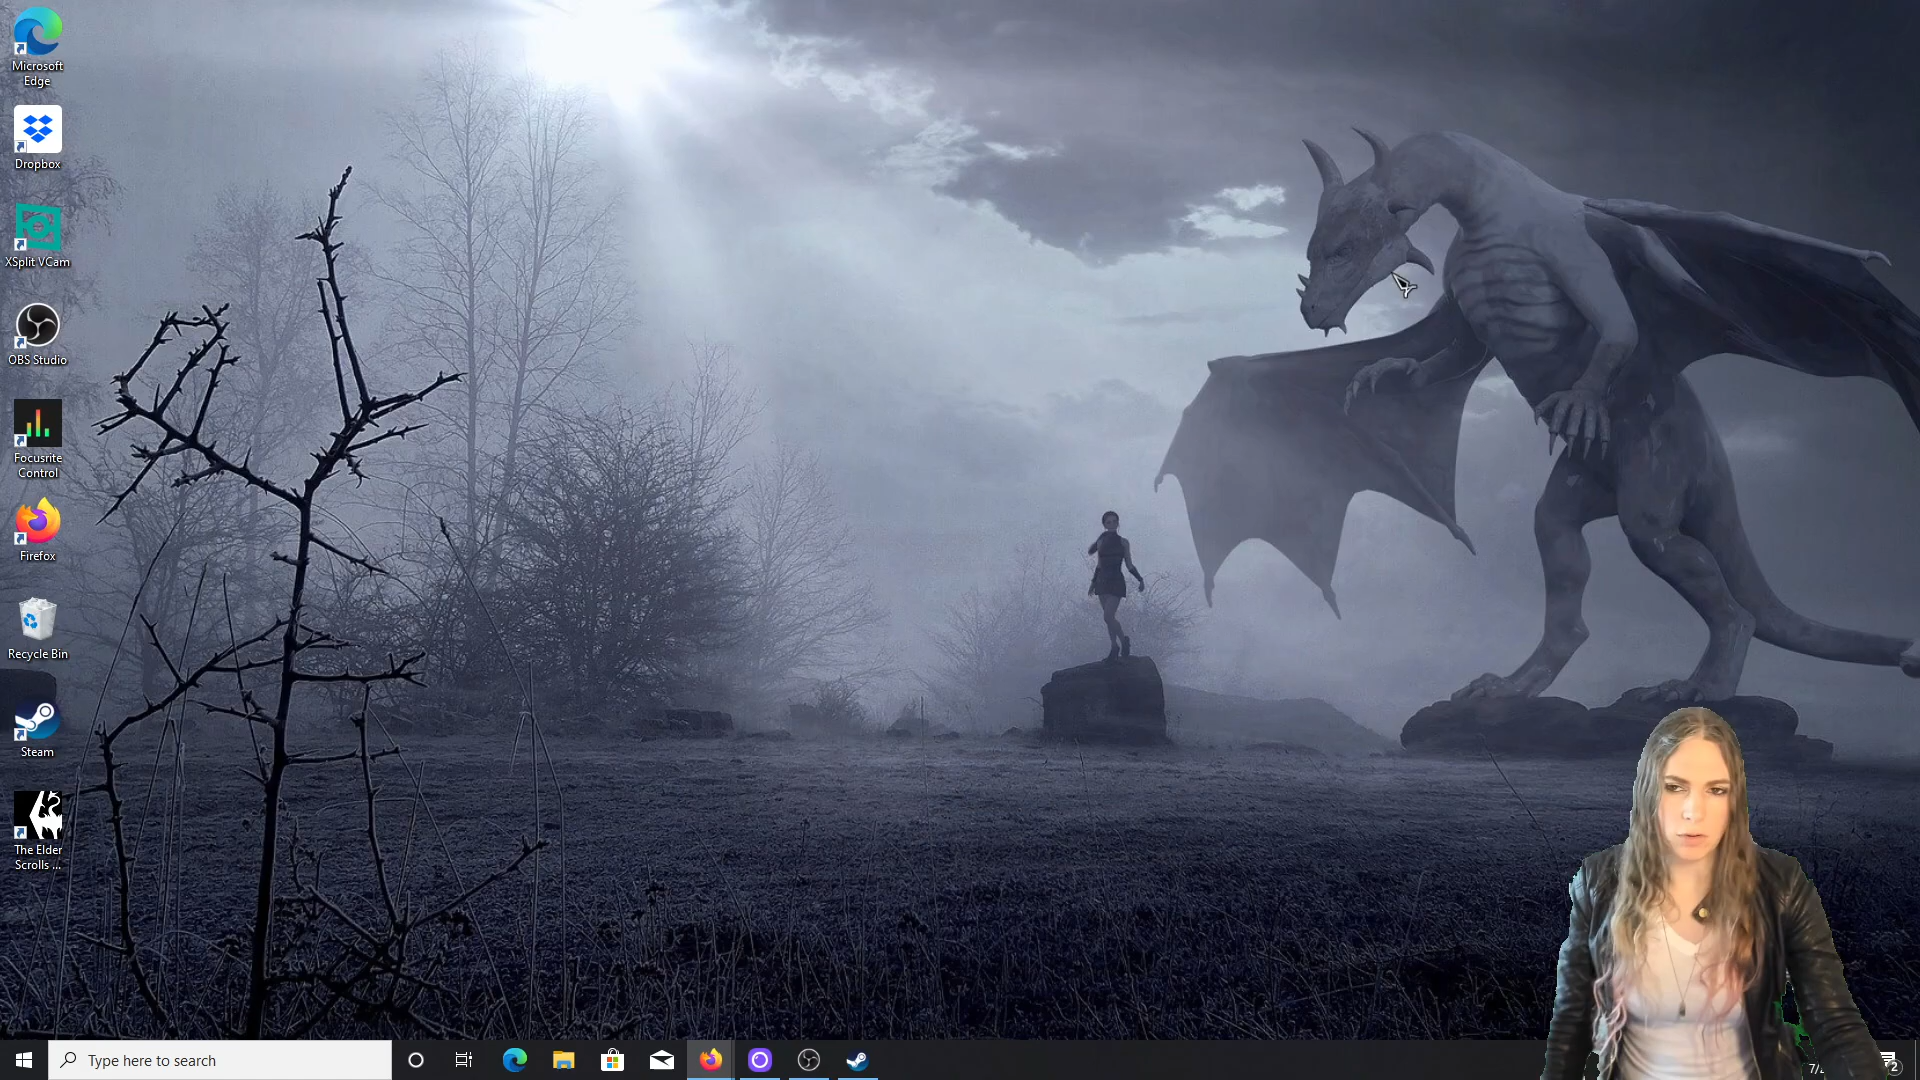 Microsoft
Edge
Dropbox
XSplit VCam
OBS Studio
Focusrite
Control
Firefox
Recycle Bin
Steam
The Elder
Scrolls ...
Type here to search
2